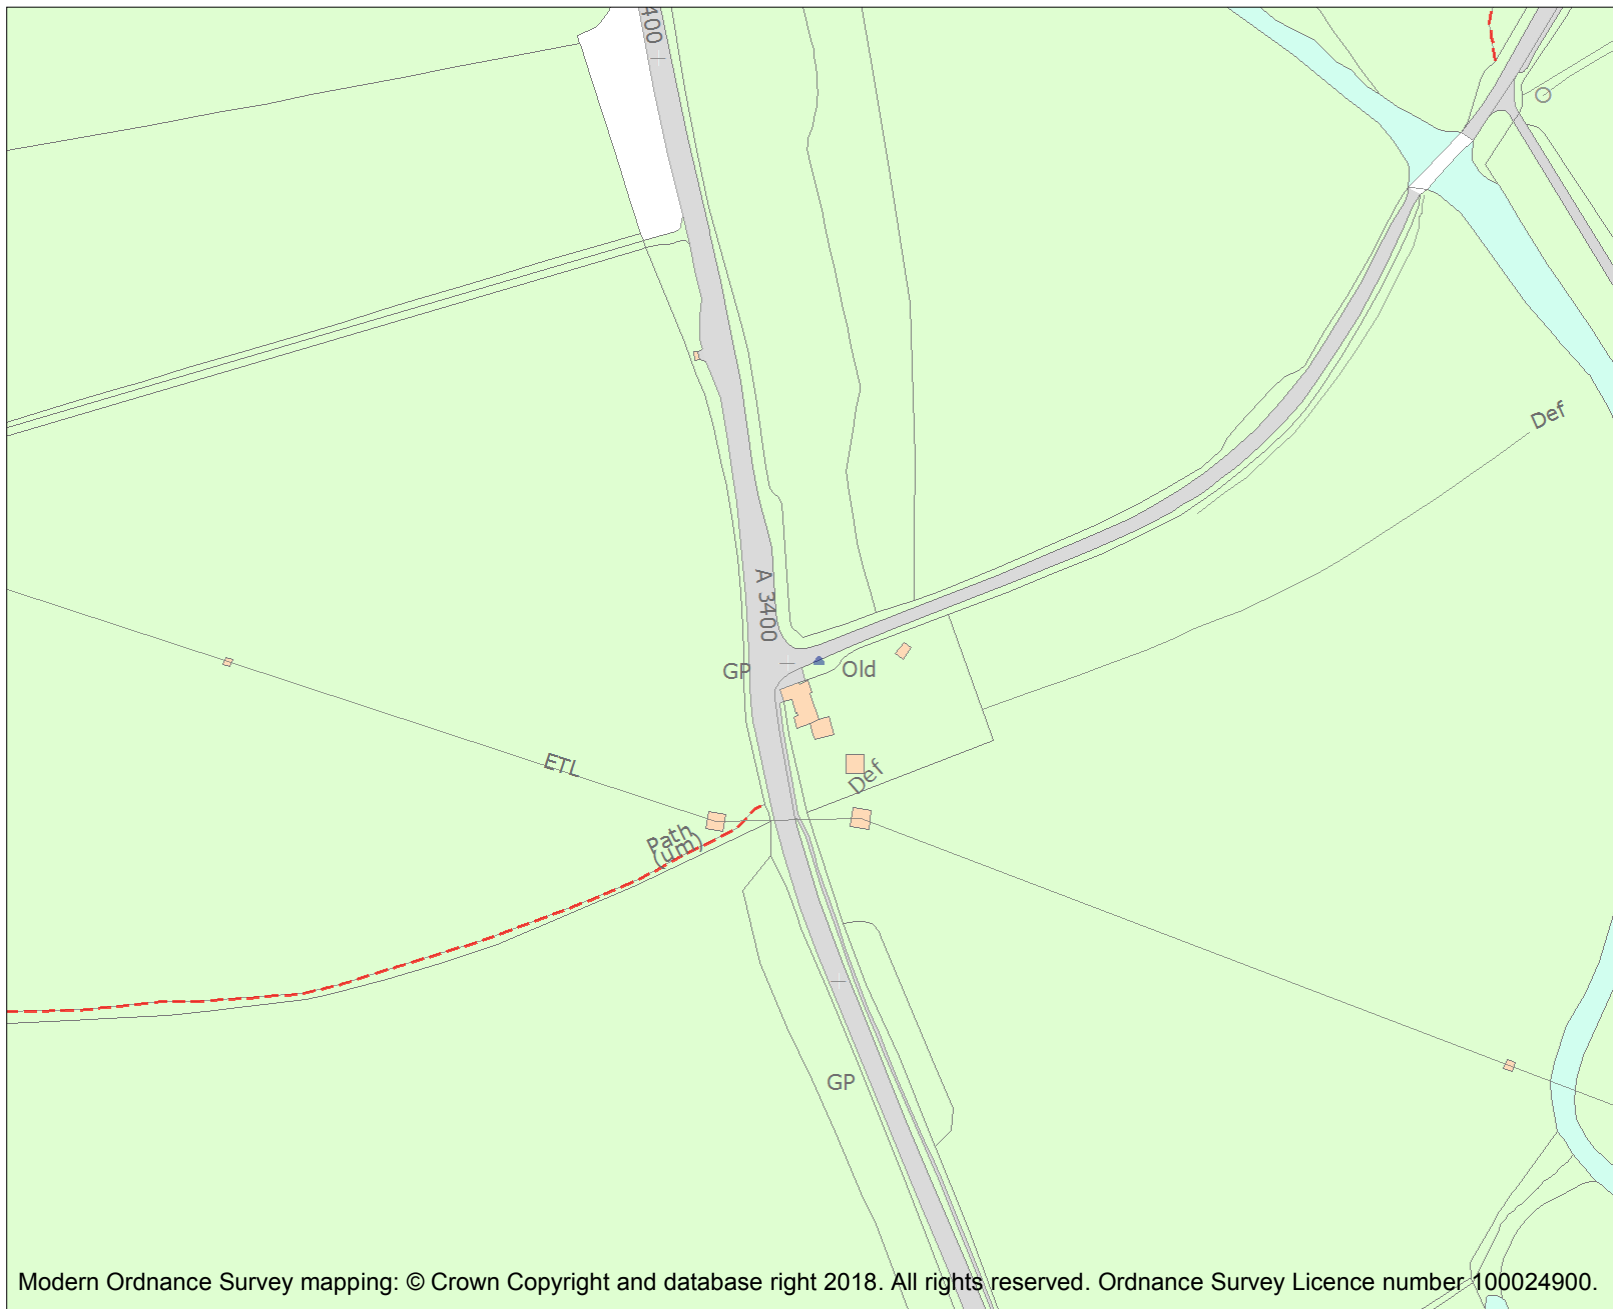 400
Def
A 3400
GP
Old
ETL
Def
Path
(um)
GP
Modern Ordnance Survey mapping: © Crown Copyright and database right 2018. All rights reserved. Ordnance Survey Licence number 100024900.